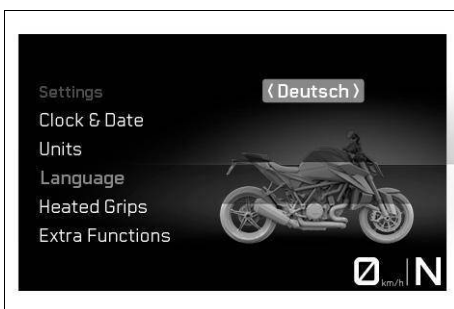 Settings
⟨ Deutsch ⟩
Clock & Date
Units
Language
Heated Grips
Extra Functions
0 km/h | N